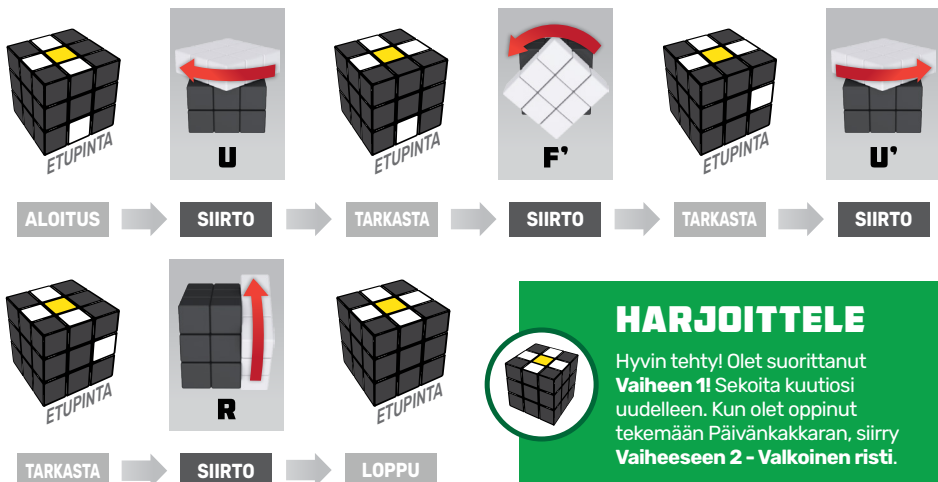 ETUPINTA
U
ETUPINTA
F'
ETUPINTA
U'
ALOITUS
SIIRTO
TARKASTA
SIIRTO
TARKASTA
SIIRTO
ETUPINTA
R
ETUPINTA
TARKASTA
SIIRTO
LOPPU
HARJOITTELE
Hyvin tehty! Olet suorittanut
Vaiheen 1! Sekoita kuutiosi
uudelleen. Kun olet oppinut
tekemään Päivänkakkaran, siirry
Vaiheeseen 2 - Valkoinen risti.